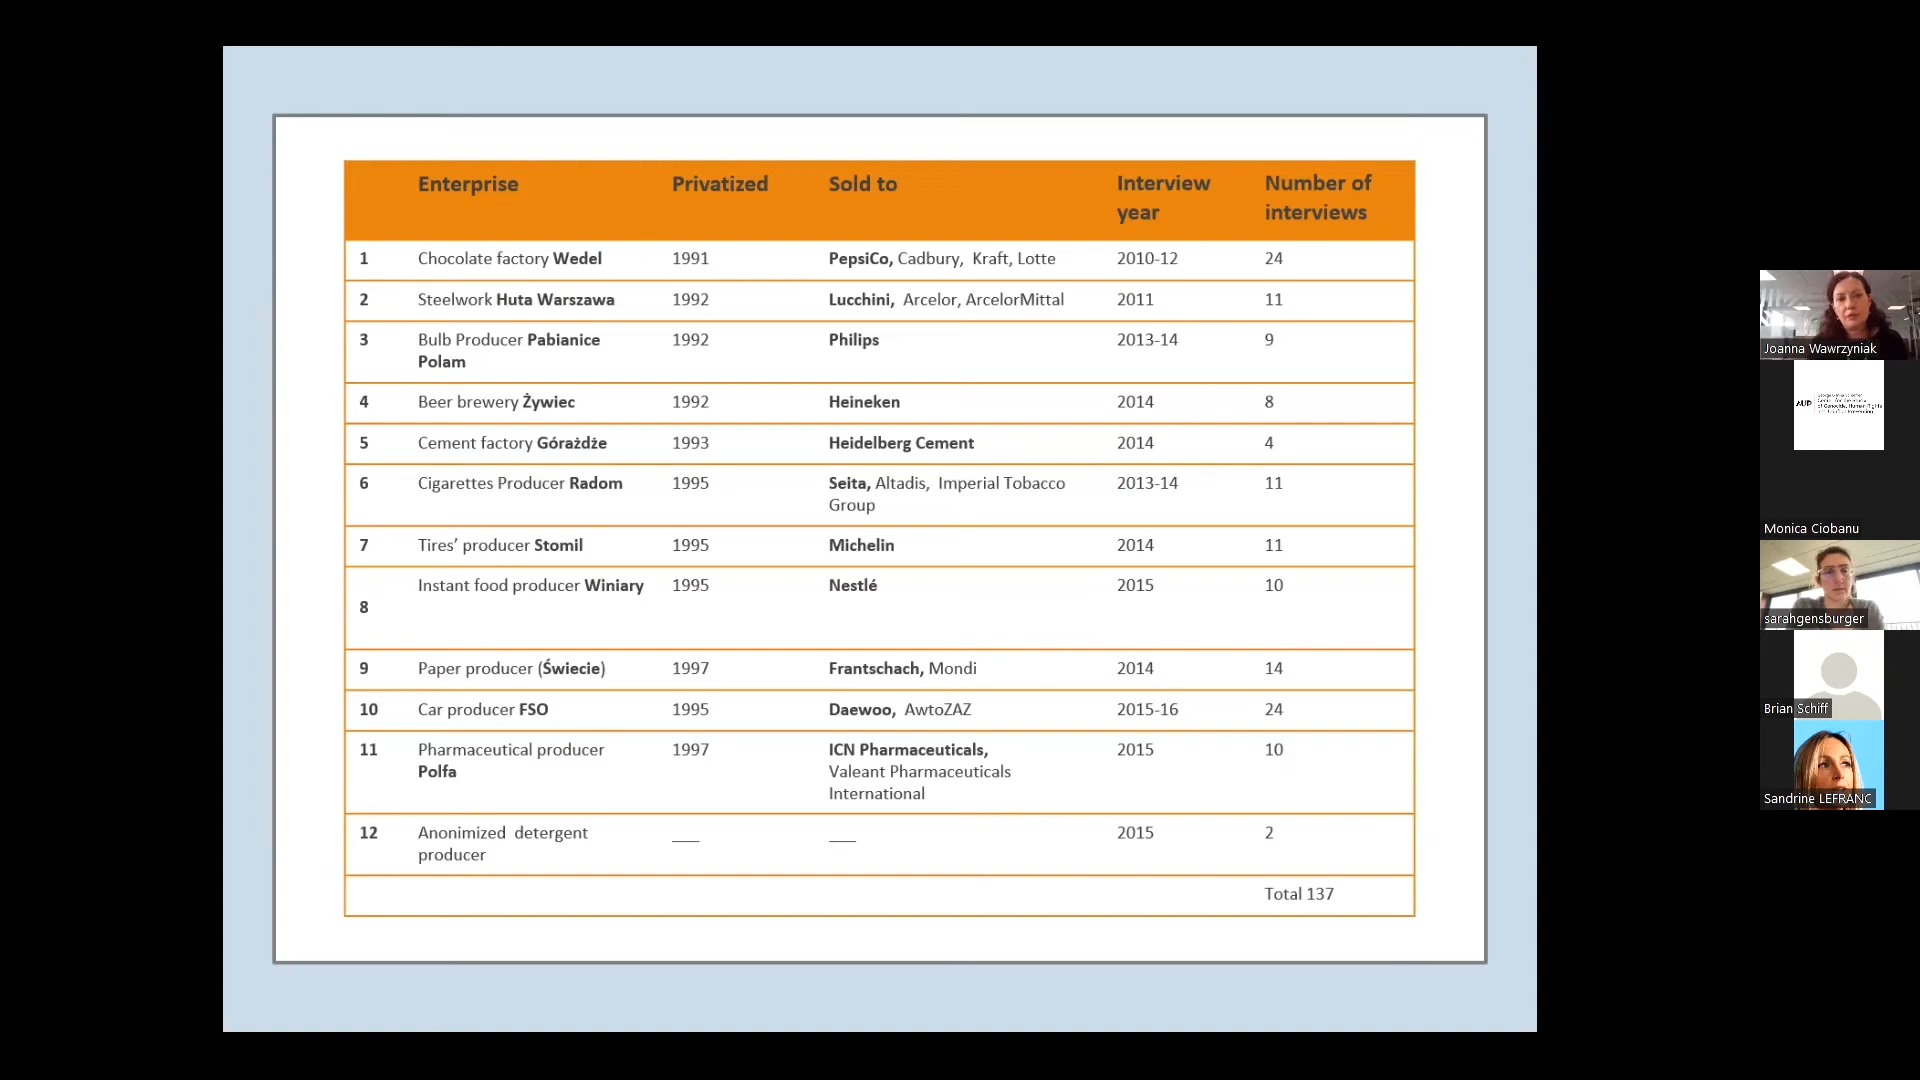 Enterprise Privatized Sold to Interview year Number of interviews
1 Chocolate factory Wedel 1991 PepsiCo, Cadbury, Kraft, Lotte 2010-12 24
2 Steelwork Huta Warszawa 1992 Lucchini, Arcelor, ArcelorMittal 2011 11
3 Bulb Producer Pabianice Polam 1992 Philips 2013-14 9
4 Beer brewery Żywiec 1992 Heineken 2014 8
5 Cement factory Górażdże 1993 Heidelberg Cement 2014 4
6 Cigarettes Producer Radom 1995 Seita, Altadis, Imperial Tobacco Group 2013-14 11
7 Tires’ producer Stomil 1995 Michelin 2014 11
8 Instant food producer Winiary 1995 Nestlé 2015 10
9 Paper producer (Świecie) 1997 Frantschach, Mondi 2014 14
10 Car producer FSO 1995 Daewoo, AwtoZAZ 2015-16 24
11 Pharmaceutical producer Polfa 1997 ICN Pharmaceuticals, Valeant Pharmaceuticals International 2015 10
12 Anonimized detergent producer ___ ___ 2015 2
Total 137
Joanna Wawrzyniak
AUP
Monica Ciobanu
sarahgensburger
Brian Schiff
Sandrine LEFRANC